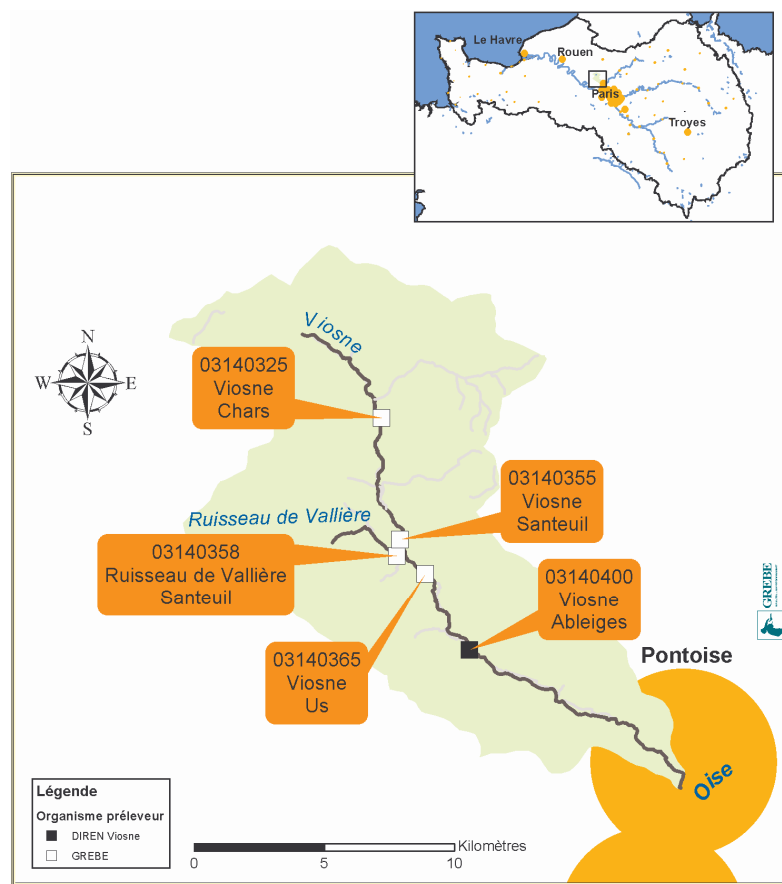 Le Havre
Rouen
Paris
Troyes
N
W E
S
Viosne
03140325
Viosne
Chars
03140355
Viosne
Santeuil
Ruisseau de Vallière
03140358
Ruisseau de Vallière
Santeuil
03140400
Viosne
Ableiges
GREBE
03140365
Viosne
Us
Pontoise
Oise
Légende
Organisme préleveur
DIREN Viosne
GREBE
Kilomètres
0 5 10